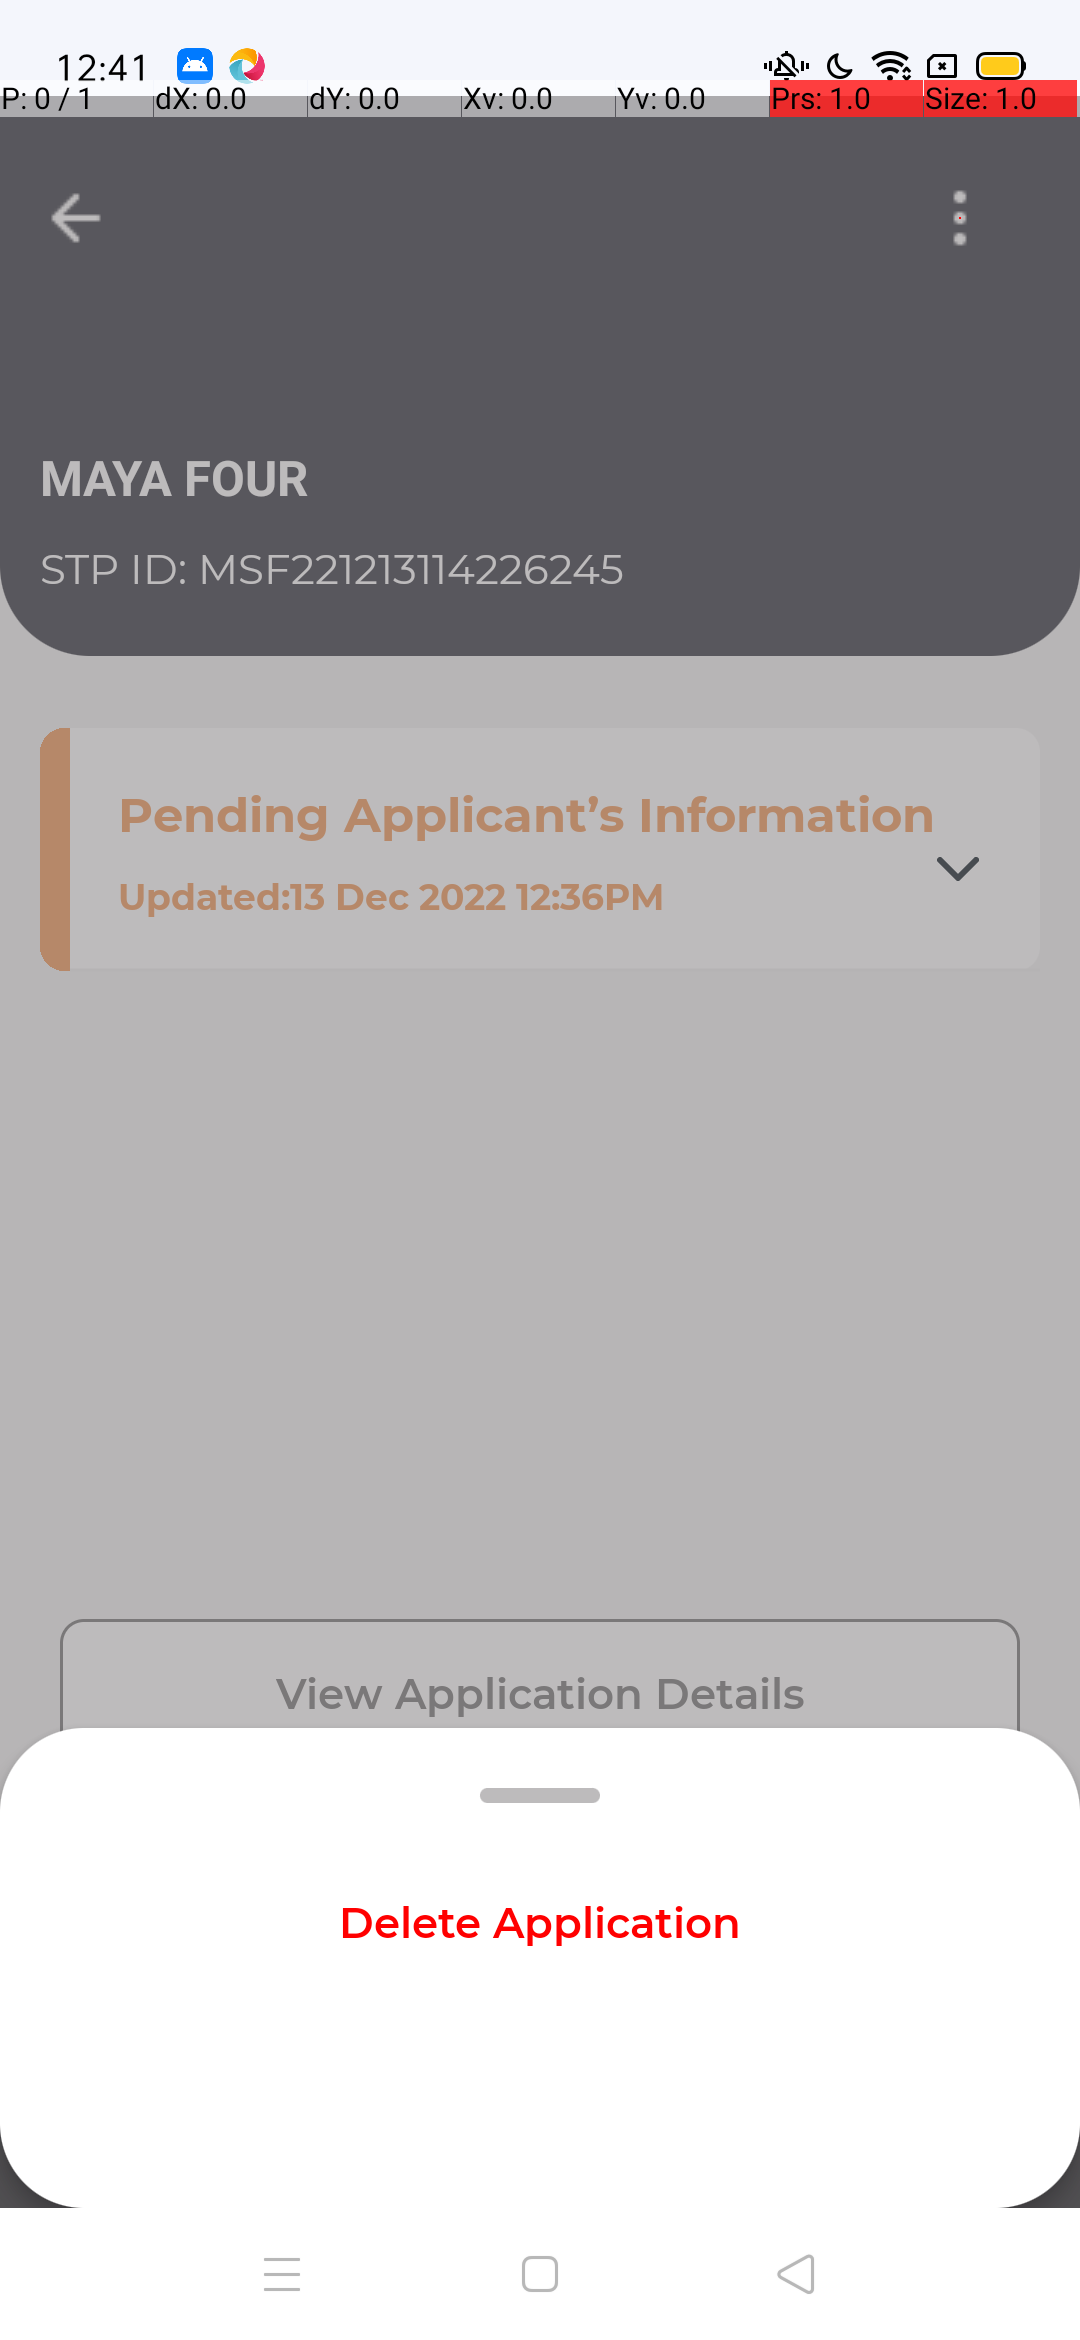 12:41
P: 0 / 1 dX: 0.0 dY: 0.0 Xv: 0.0 Yv: 0.0 Prs: 1.0 Size: 1.0
MAYA FOUR
STP ID: MSF221213114226245
Pending Applicant’s Information
Updated:13 Dec 2022 12:36PM
View Application Details
Delete Application